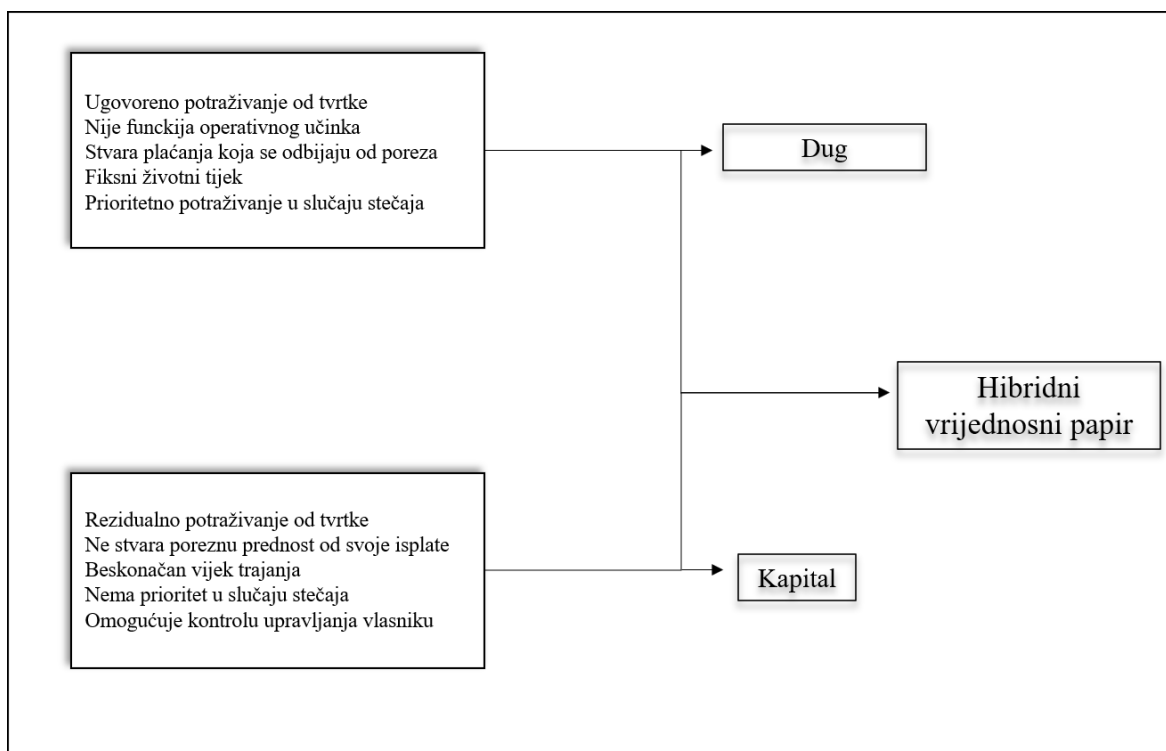 Ugovoreno potraživanje od tvrtke
Nije funckija operativnog učinka
Stvara plaćanja koja se odbijaju od poreza
Fiksni životni tijek
Prioritetno potraživanje u slučaju stečaja
Dug
Hibridni
vrijednosni papir
Rezidualno potraživanje od tvrtke
Ne stvara poreznu prednost od svoje isplate
Beskonačan vijek trajanja
Nema prioritet u slučaju stečaja
Omogućuje kontrolu upravljanja vlasniku
Kapital